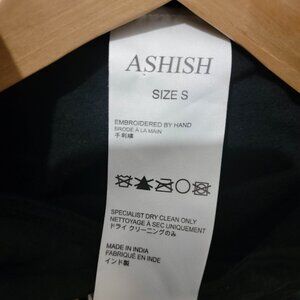 ASHISH
SIZE S
EMBROIDERED BY HAND
BRODÉ À LA MAIN
手刺繍
SPECIALIST DRY CLEAN ONLY
NETTOYAGE À SEC UNIQUEMENT
ドライ クリーニングのみ
MADE IN INDIA
FABRIQUÉ EN INDE
インド製